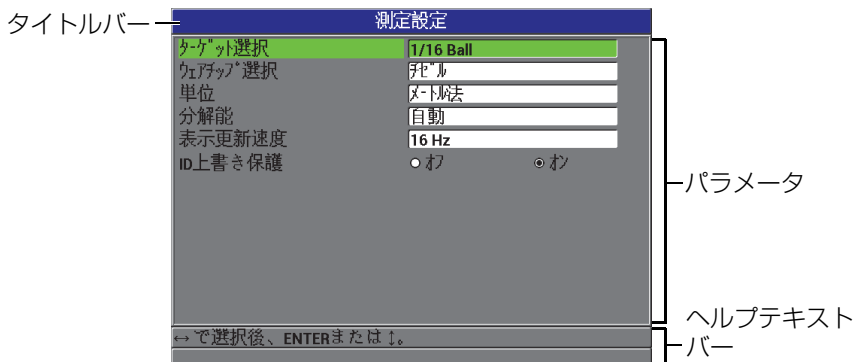 タイトルバー
測定設定
ターゲット選択 1/16 Ball
ウェアチップ選択 チゼル
単位 メートル法
分解能 自動
表示更新速度 16 Hz
ID上書き保護 オフ オン
パラメータ
↔ で選択後、ENTERまたは ↕。
ヘルプテキスト
バー